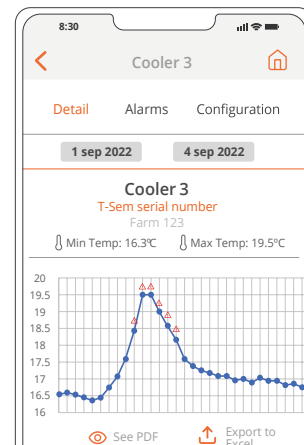 8:30
Cooler 3
Detail Alarms Configuration
1 sep 2022 4 sep 2022
Cooler 3
T-Sem serial number
Farm 123
Min Temp: 16.3ºC Max Temp: 19.5ºC
20
19.5
19
18.5
18
17.5
17
16.5
16
See PDF
Export to
Excel